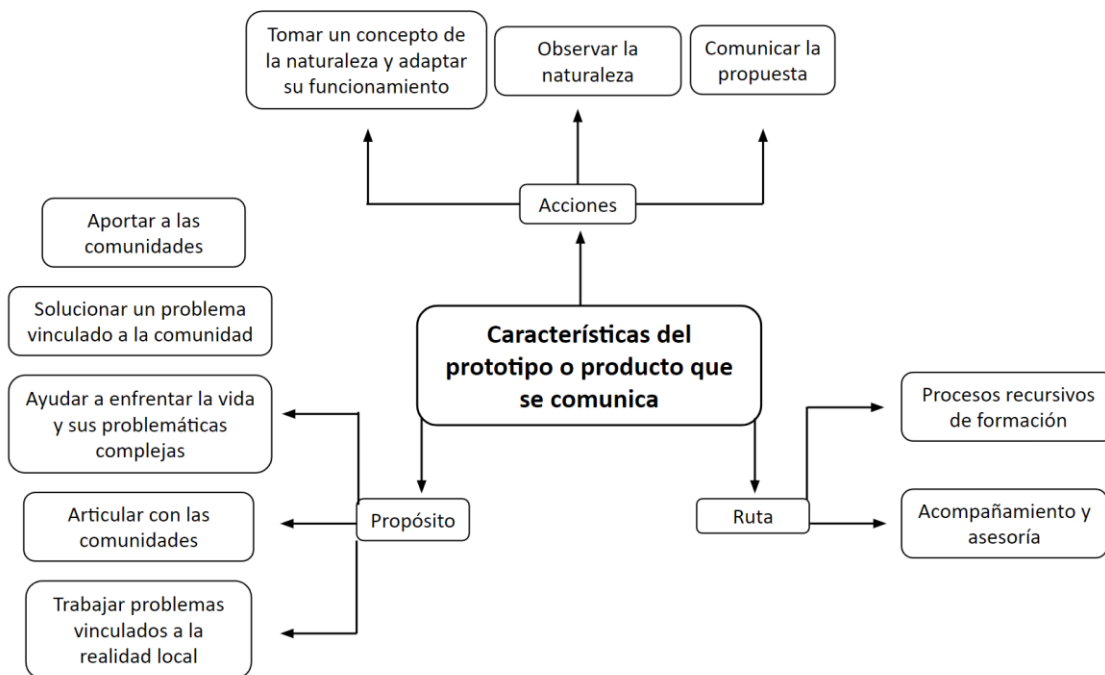 Tomar un concepto de
la naturaleza y adaptar
su funcionamiento
Observar la
naturaleza
Comunicar la
propuesta
Acciones
Aportar a las
comunidades
Solucionar un problema
vinculado a la comunidad
Ayudar a enfrentar la vida
y sus problemáticas
complejas
Articular con las
comunidades
Trabajar problemas
vinculados a la
realidad local
Propósito
Características del
prototipo o producto que
se comunica
Ruta
Procesos recursivos
de formación
Acompañamiento y
asesoría